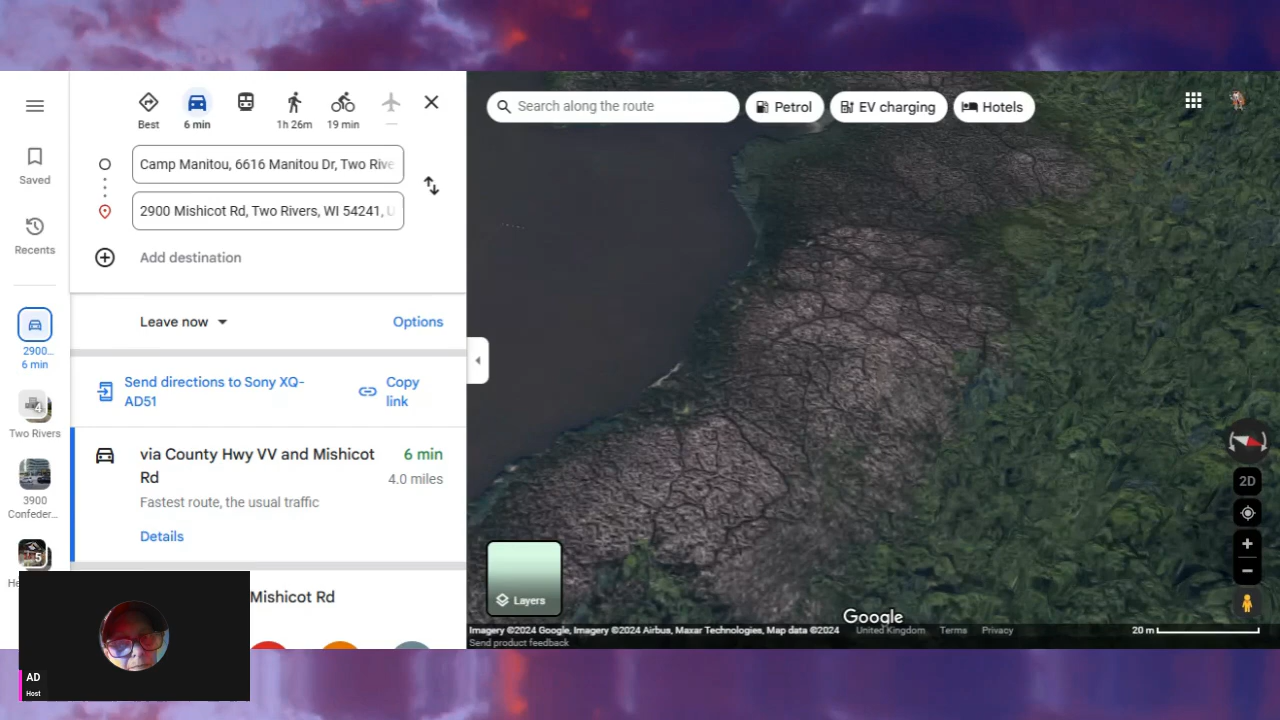 Best
6 min
1h 26m
19 min
—
Saved
Recents
2900...
6 min
4
Two Rivers
3900
Confeder...
5
Camp Manitou, 6616 Manitou Dr, Two Rive
2900 Mishicot Rd, Two Rivers, WI 54241, U
Add destination
Leave now
Options
Send directions to Sony XQ-
AD51
Copy
link
via County Hwy VV and Mishicot
Rd
6 min
4.0 miles
Fastest route, the usual traffic
Details
Mishicot Rd
AD
Host
Search along the route
Petrol
EV charging
Hotels
2D
Layers
Google
Imagery ©2024 Google, Imagery ©2024 Airbus, Maxar Technologies, Map data ©2024
United Kingdom
Terms
Privacy
20 m
Send product feedback